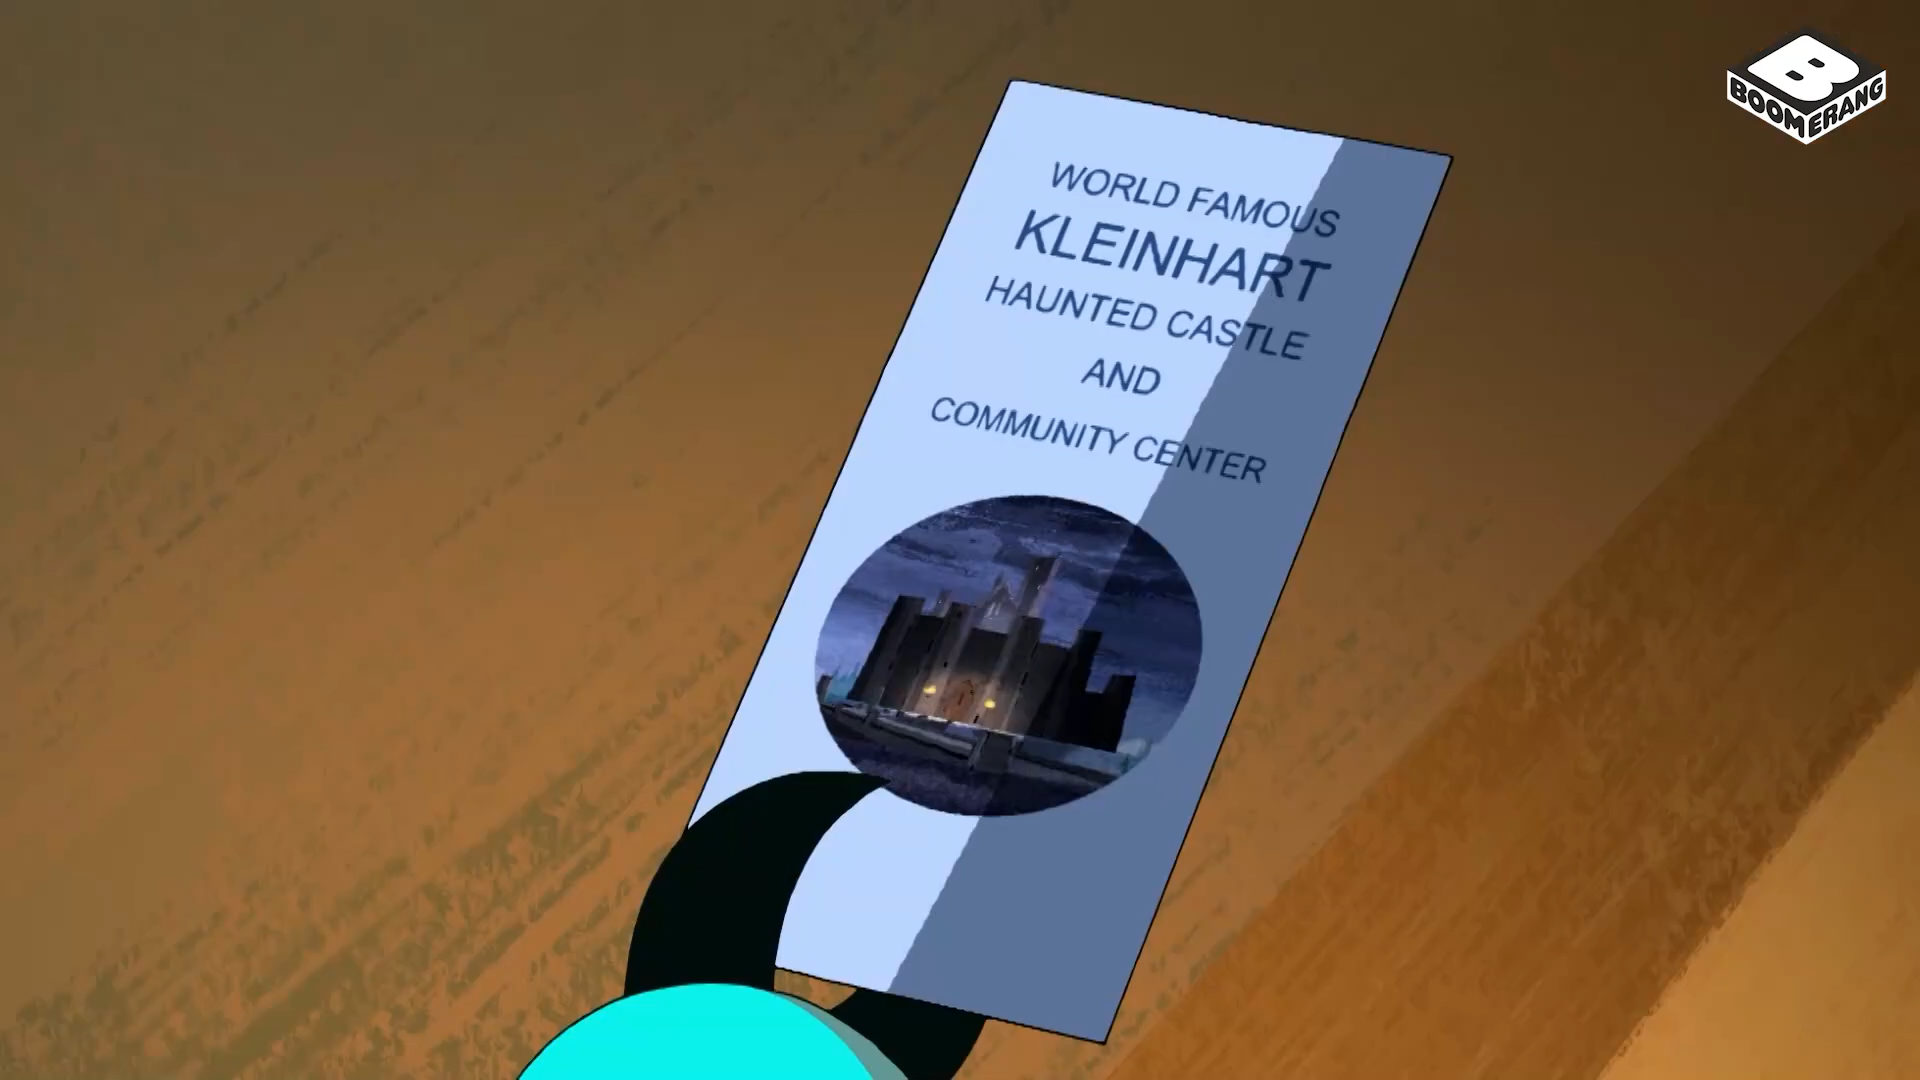 B
BOOMERANG
WORLD FAMOUS
KLEINHART
HAUNTED CASTLE
AND
COMMUNITY CENTER